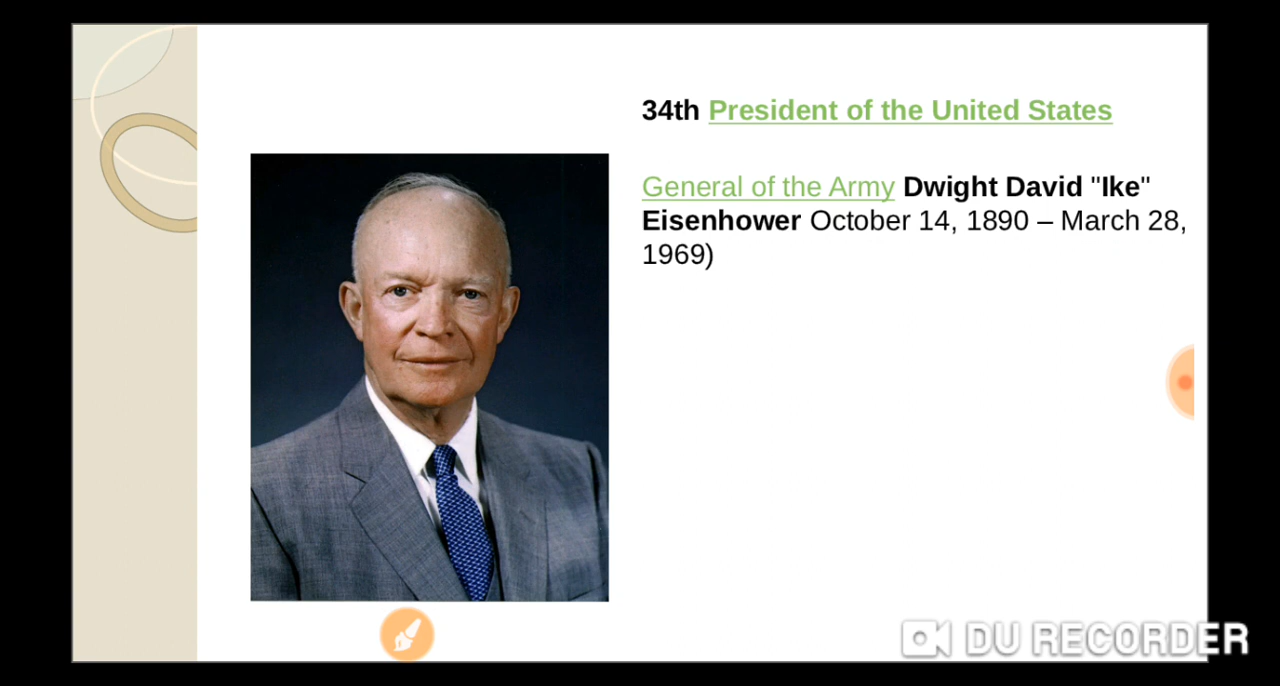 34th President of the United States
General of the Army Dwight David "Ike"
Eisenhower October 14, 1890 – March 28,
1969)
DU RECORDER